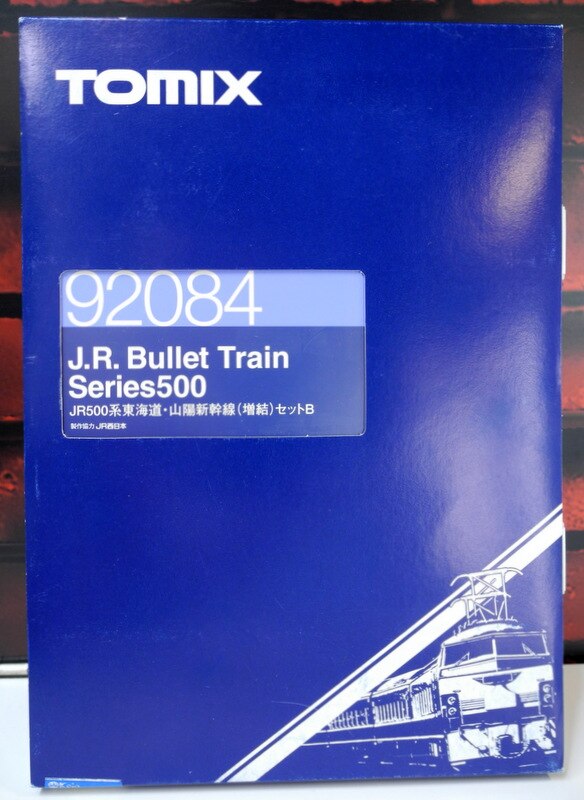 TOMIX
92084
J.R. Bullet Train
Series500
JR500系東海道・山陽新幹線(増結)セットB
製作協力 JR西日本